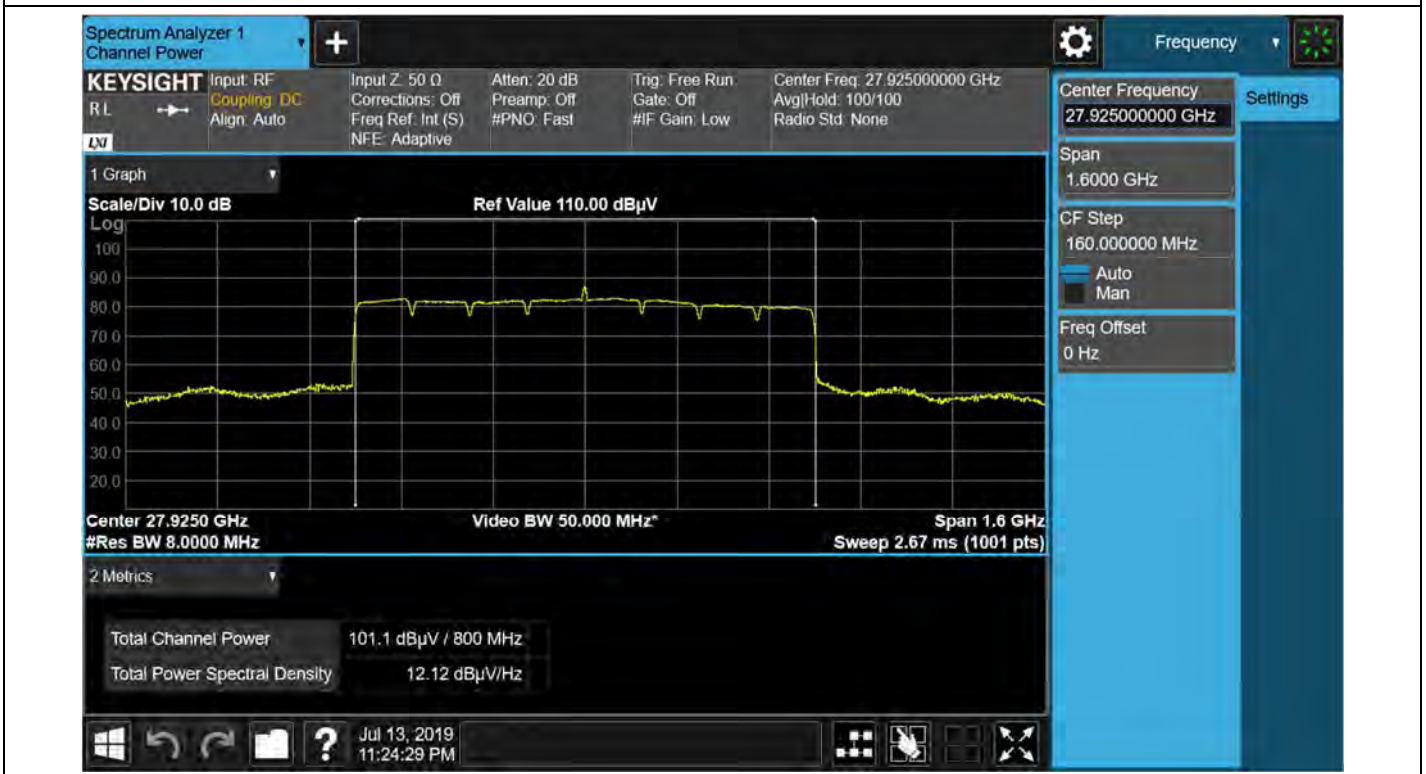 Spectrum Analyzer 1
Channel Power
+
Frequency
KEYSIGHT
R L
LXI
Input: RF
Coupling: DC
Align: Auto
Input Z: 50 Ω
Corrections: Off
Freq Ref: Int (S)
NFE: Adaptive
Atten: 20 dB
Preamp: Off
#PNO: Fast
Trig: Free Run
Gate: Off
#IF Gain: Low
Center Freq: 27.925000000 GHz
Avg|Hold: 100/100
Radio Std: None
Center Frequency
27.925000000 GHz
Settings
Span
1.6000 GHz
CF Step
160.000000 MHz
Auto
Man
Freq Offset
0 Hz
1 Graph
Scale/Div 10.0 dB
Ref Value 110.00 dBµV
Log
100
90.0
80.0
70.0
60.0
50.0
40.0
30.0
20.0
Center 27.9250 GHz
Video BW 50.000 MHz*
Span 1.6 GHz
#Res BW 8.0000 MHz
Sweep 2.67 ms (1001 pts)
2 Metrics
Total Channel Power 101.1 dBµV / 800 MHz
Total Power Spectral Density 12.12 dBµV/Hz
?
Jul 13, 2019
11:24:29 PM